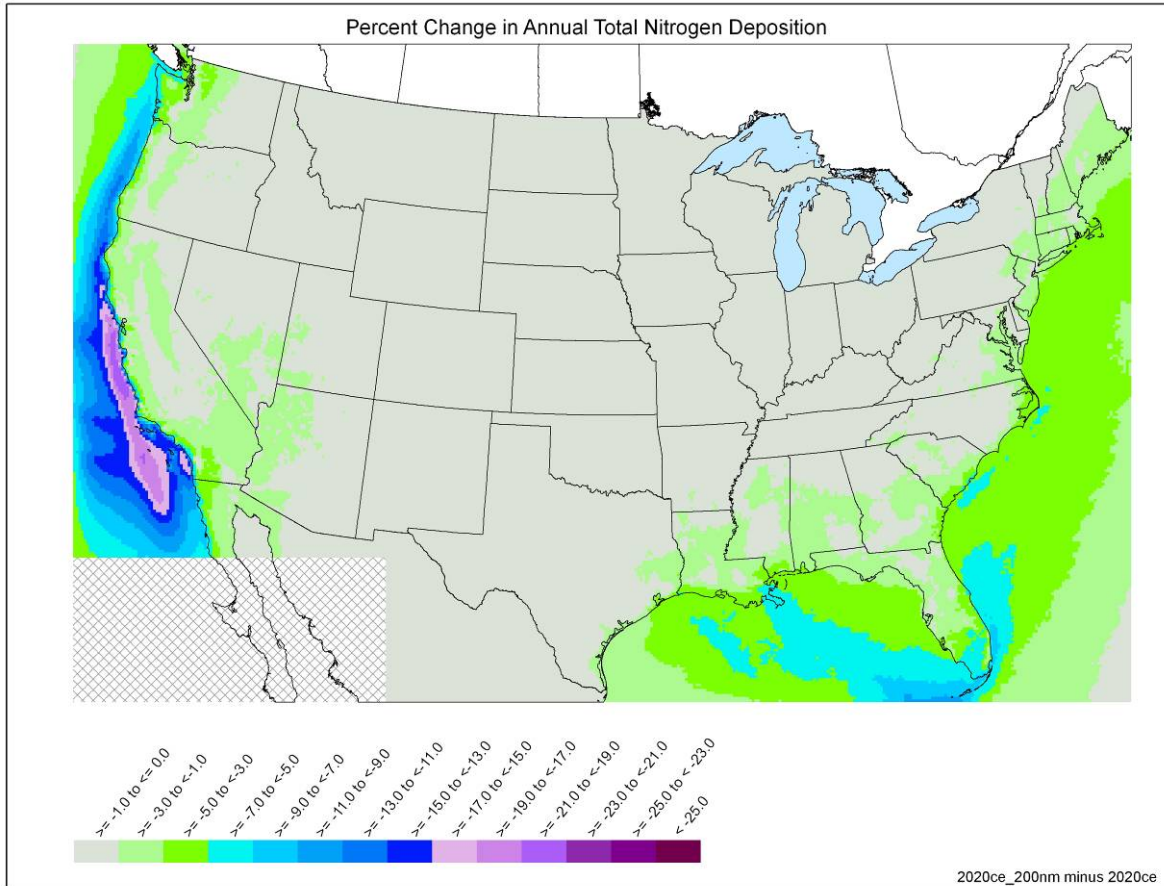 Percent Change in Annual Total Nitrogen Deposition
>= -1.0 to <= 0.0
>= -3.0 to <-1.0
>= -5.0 to <-3.0
>= -7.0 to <-5.0
>= -9.0 to <-7.0
>= -11.0 to <-9.0
>= -13.0 to <-11.0
>= -15.0 to <-13.0
>= -17.0 to <-15.0
>= -19.0 to <-17.0
>= -21.0 to <-19.0
>= -23.0 to <-21.0
>= -25.0 to < -23.0
< -25.0
2020ce_200nm minus 2020ce